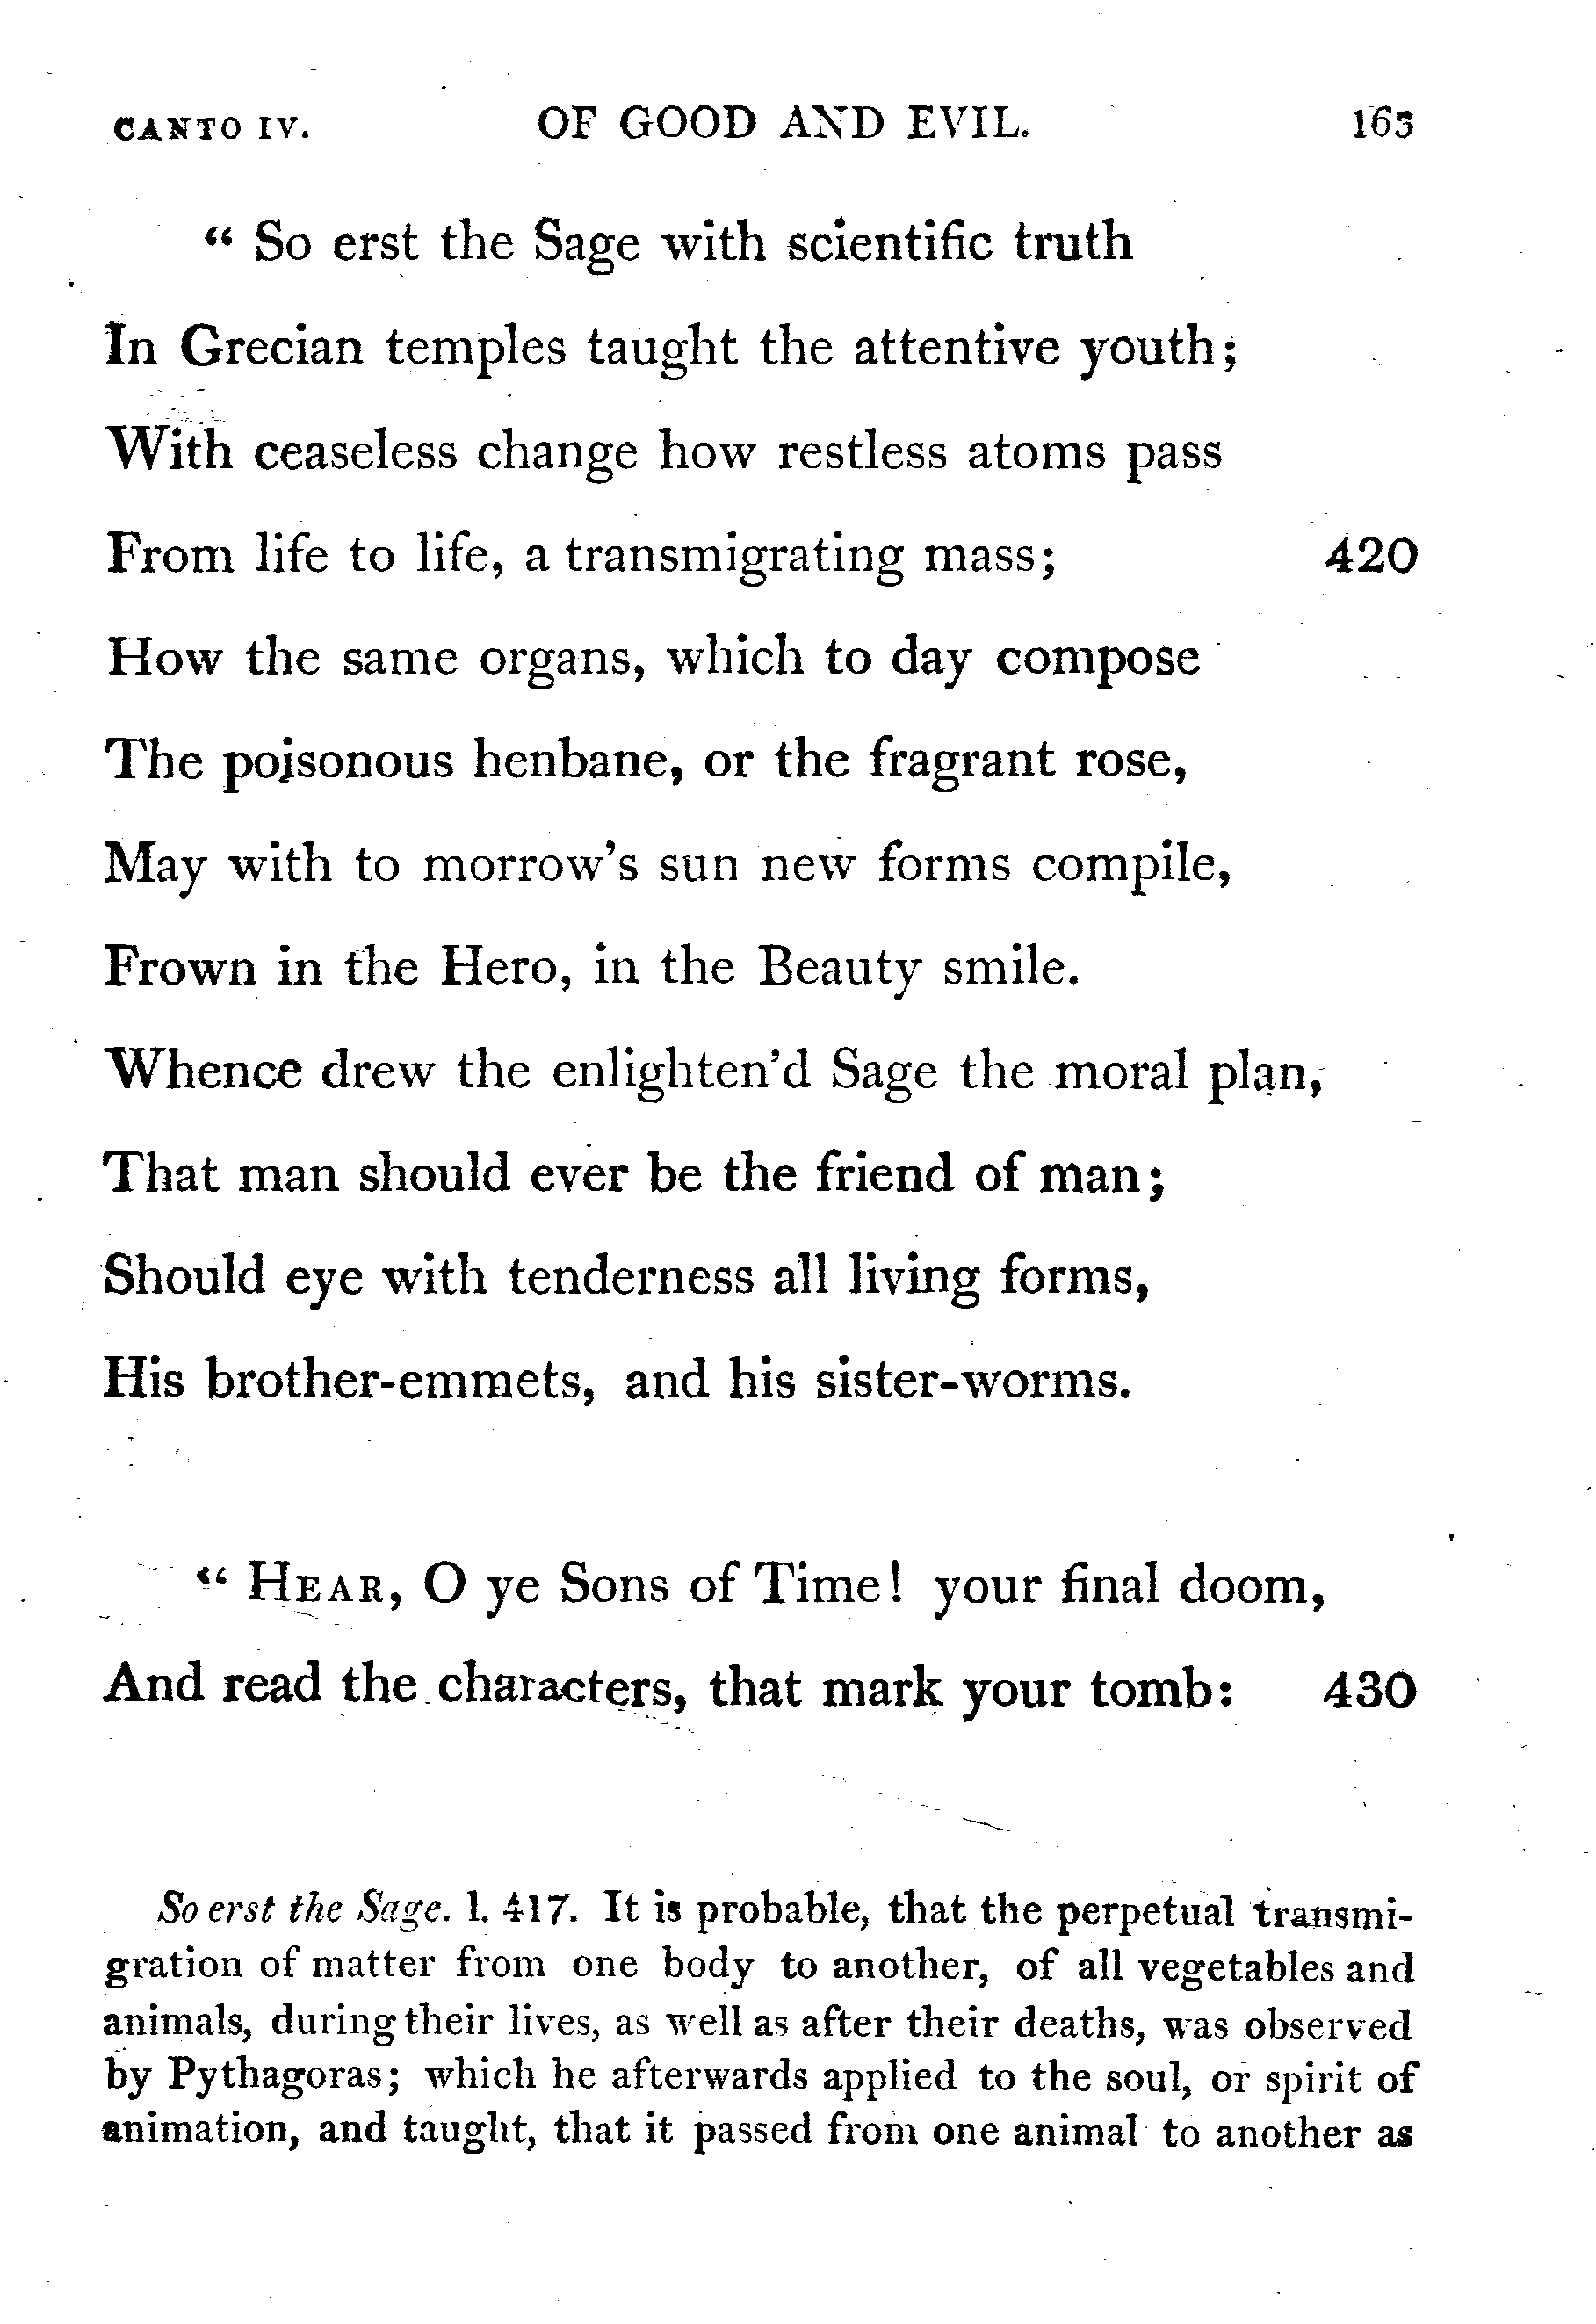 CANTO IV. OF GOOD AND EVIL. 163
“ So erst the Sage with scientific truth
In Grecian temples taught the attentive youth;
With ceaseless change how restless atoms pass
From life to life, a transmigrating mass; 420
How the same organs, which to day compose
The poisonous henbane, or the fragrant rose,
May with to morrow’s sun new forms compile,
Frown in the Hero, in the Beauty smile.
Whence drew the enlighten’d Sage the moral plan,
That man should ever be the friend of man;
Should eye with tenderness all living forms,
His brother-emmets, and his sister-worms.
“ HEAR, O ye Sons of Time! your final doom,
And read the characters, that mark your tomb: 430
So erst the Sage. l. 417. It is probable, that the perpetual transmi-
gration of matter from one body to another, of all vegetables and
animals, during their lives, as well as after their deaths, was observed
by Pythagoras; which he afterwards applied to the soul, or spirit of
animation, and taught, that it passed from one animal to another as